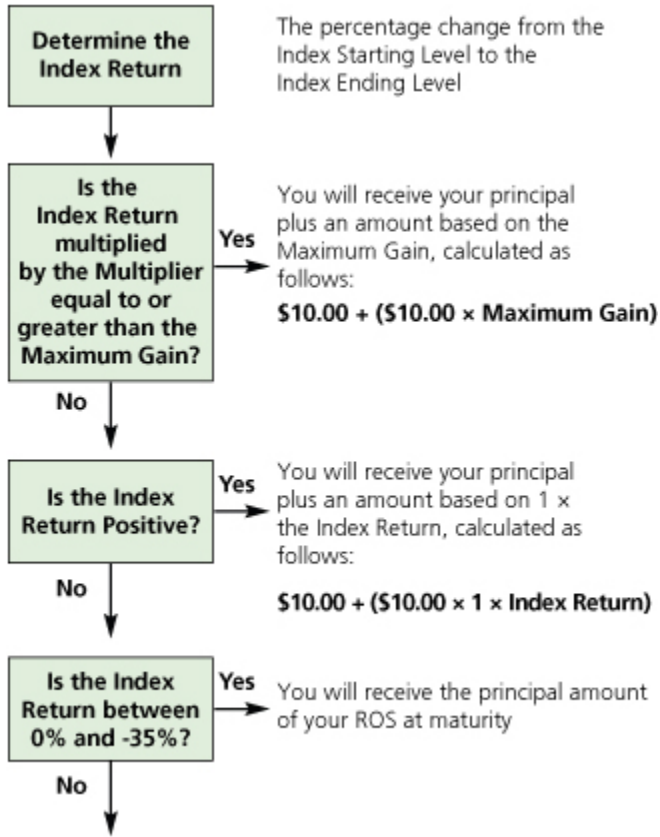 Determine the
Index Return
The percentage change from the
Index Starting Level to the
Index Ending Level
Is the
Index Return
multiplied
by the Multiplier
equal to or
greater than the
Maximum Gain?
Yes
You will receive your principal
plus an amount based on the
Maximum Gain, calculated as
follows:
$10.00 + ($10.00 × Maximum Gain)
No
Is the Index
Return Positive?
Yes
You will receive your principal
plus an amount based on 1 ×
the Index Return, calculated as
follows:
$10.00 + ($10.00 × 1 × Index Return)
No
Is the Index
Return between
0% and -35%?
Yes
You will receive the principal amount
of your ROS at maturity
No